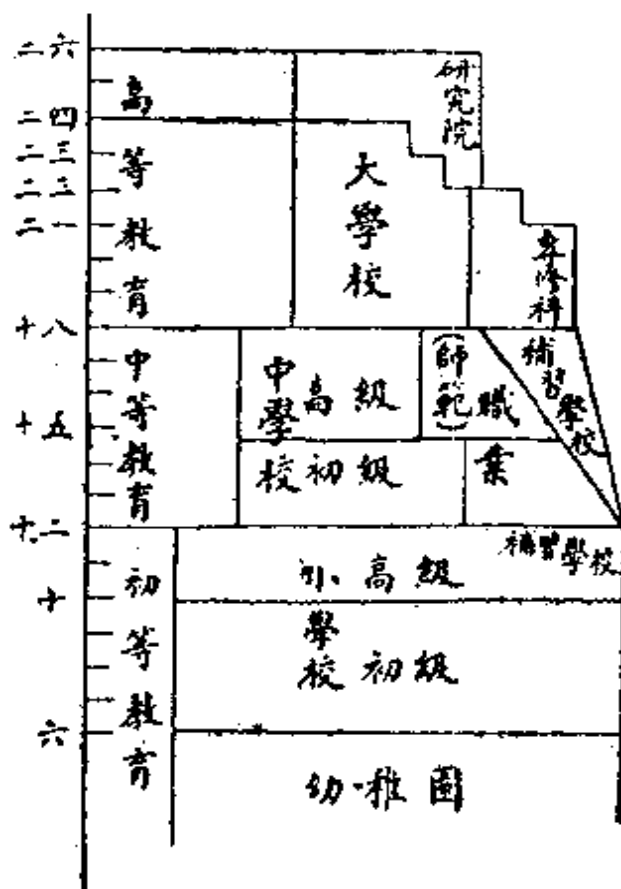 二六
二四
二三
二二
二一
十八
十五
十二
十
六
高等教育
中等教育
初等教育
研究院
大學校
專修科
中學校
高級
初級
(師範)
職業
補習學校
補習學校
小學校
高級
初級
幼稚園